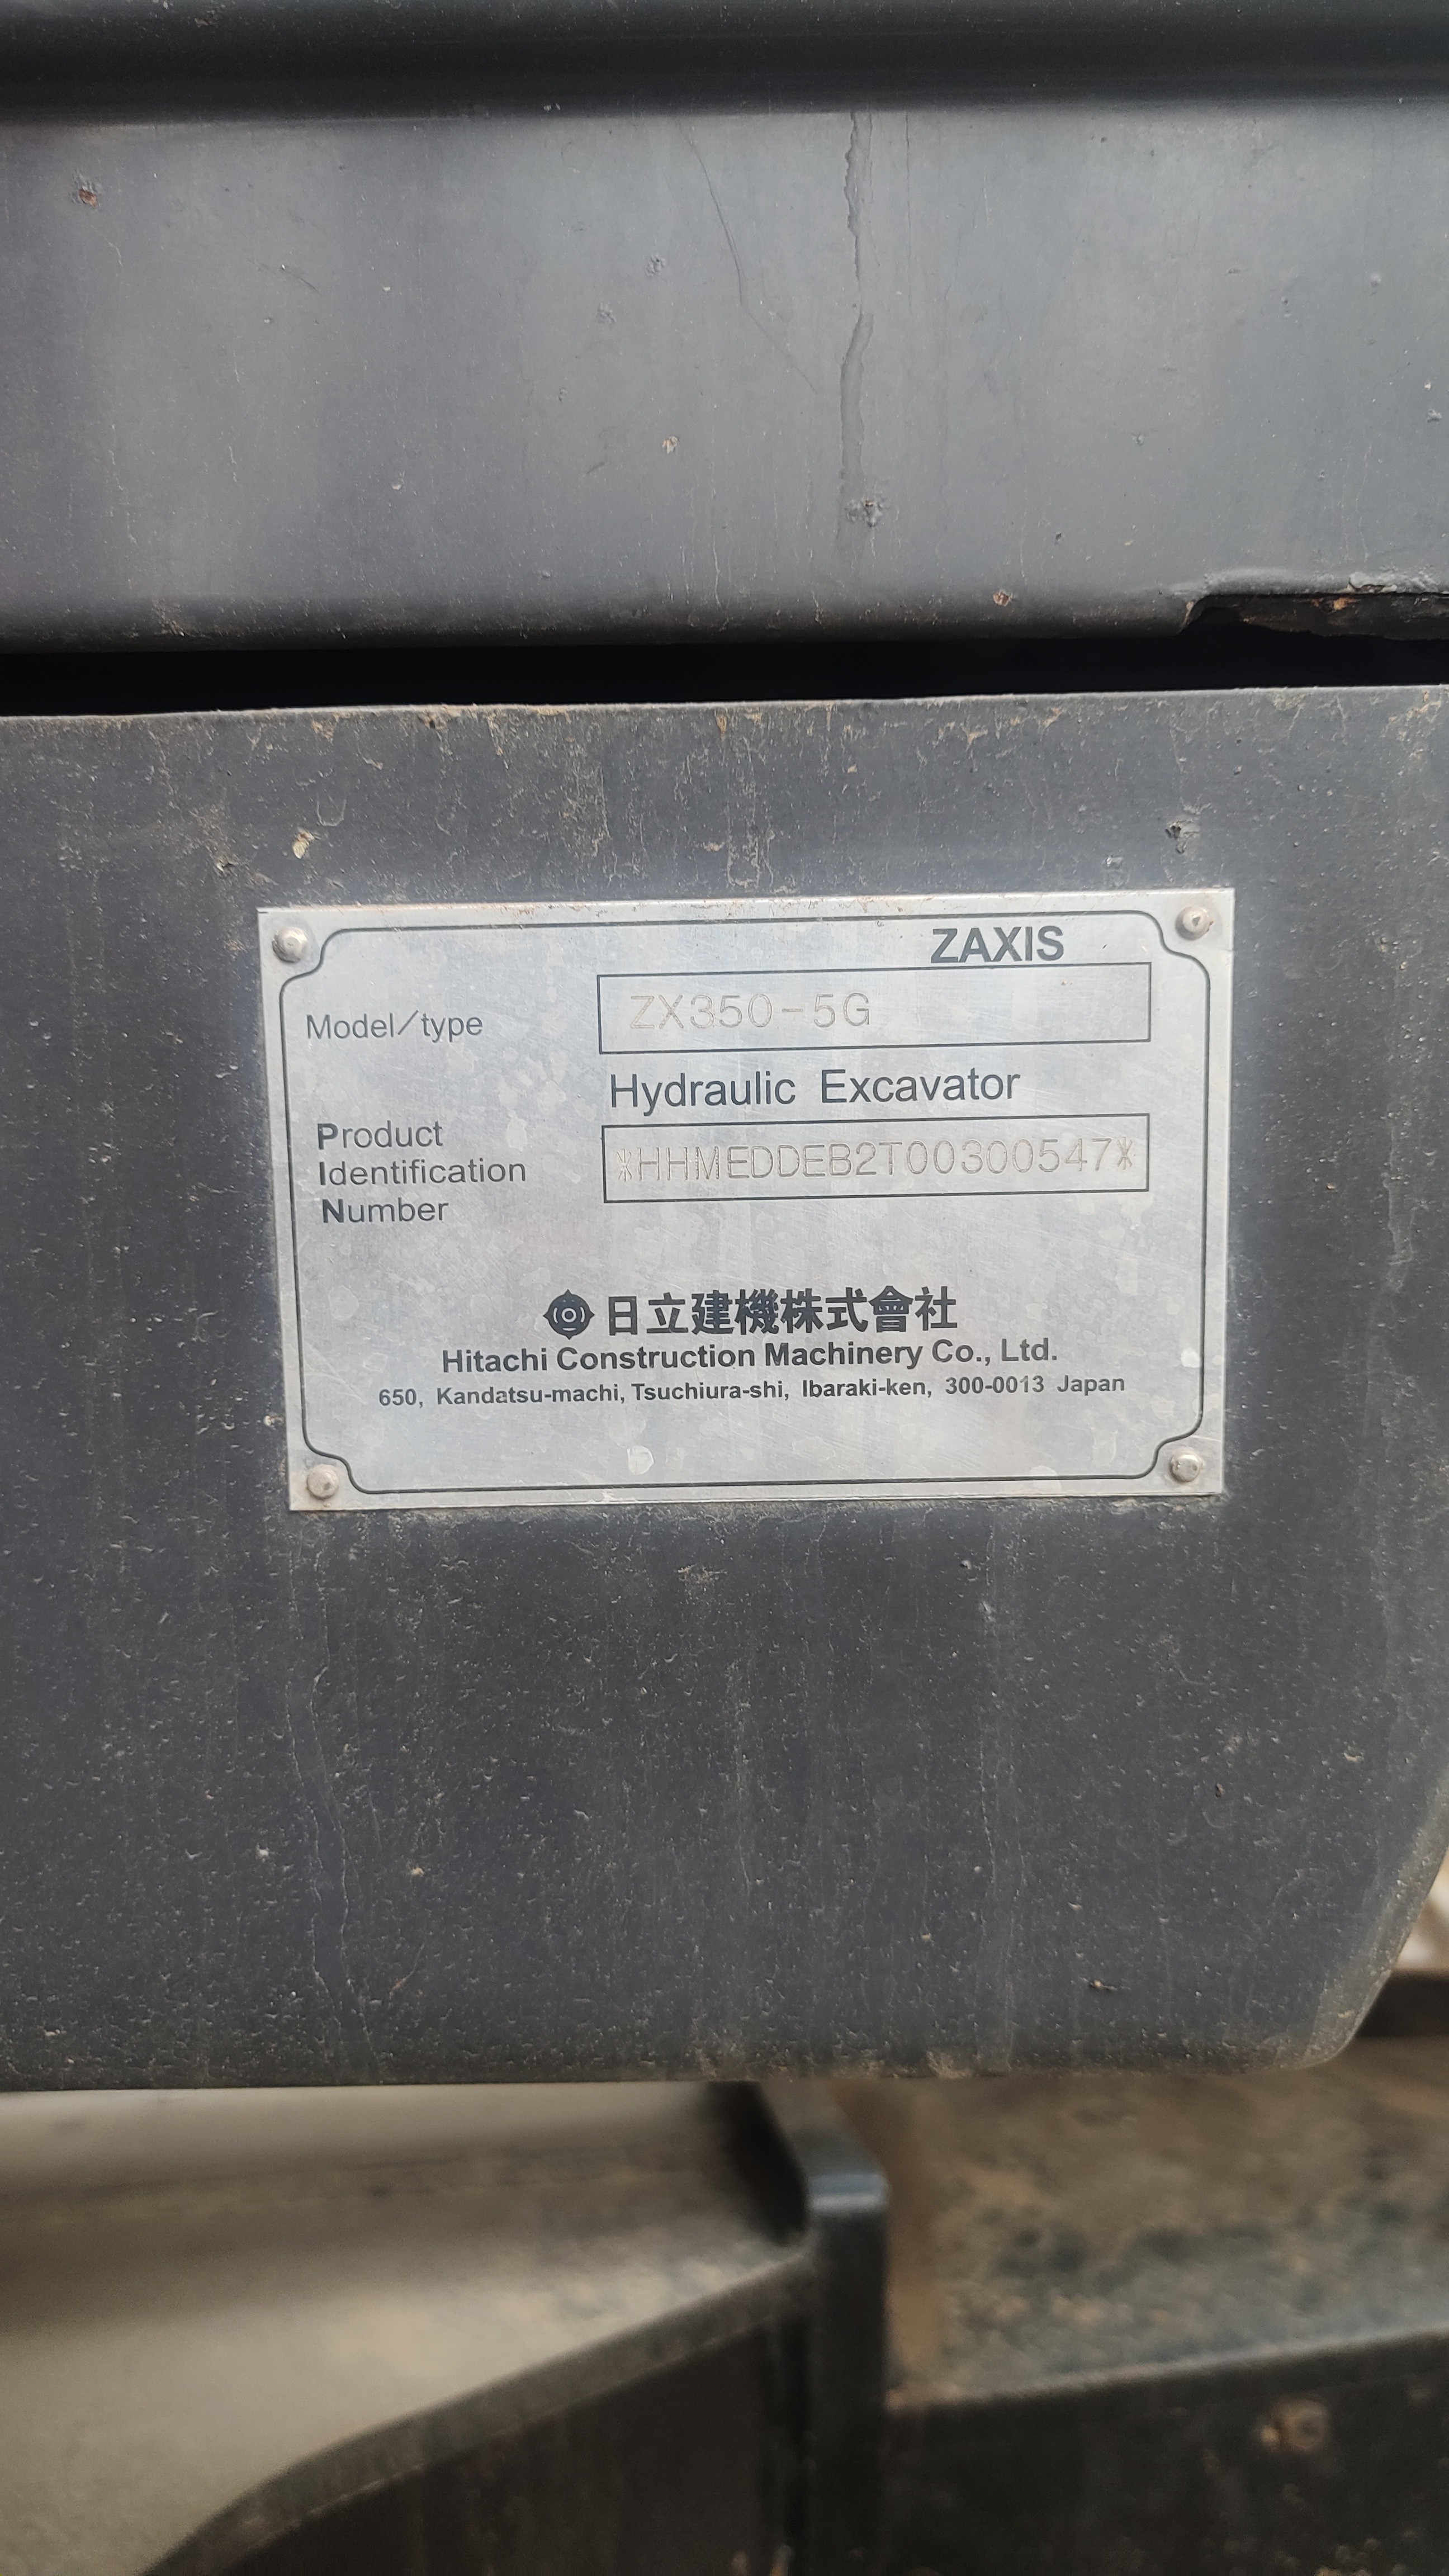 ZAXIS
Model/type ZX350-5G
Hydraulic Excavator
Product
Identification *HHMEDDEB2T00300547*
Number
日立建機株式會社
Hitachi Construction Machinery Co., Ltd.
650, Kandatsu-machi, Tsuchiura-shi, Ibaraki-ken, 300-0013 Japan